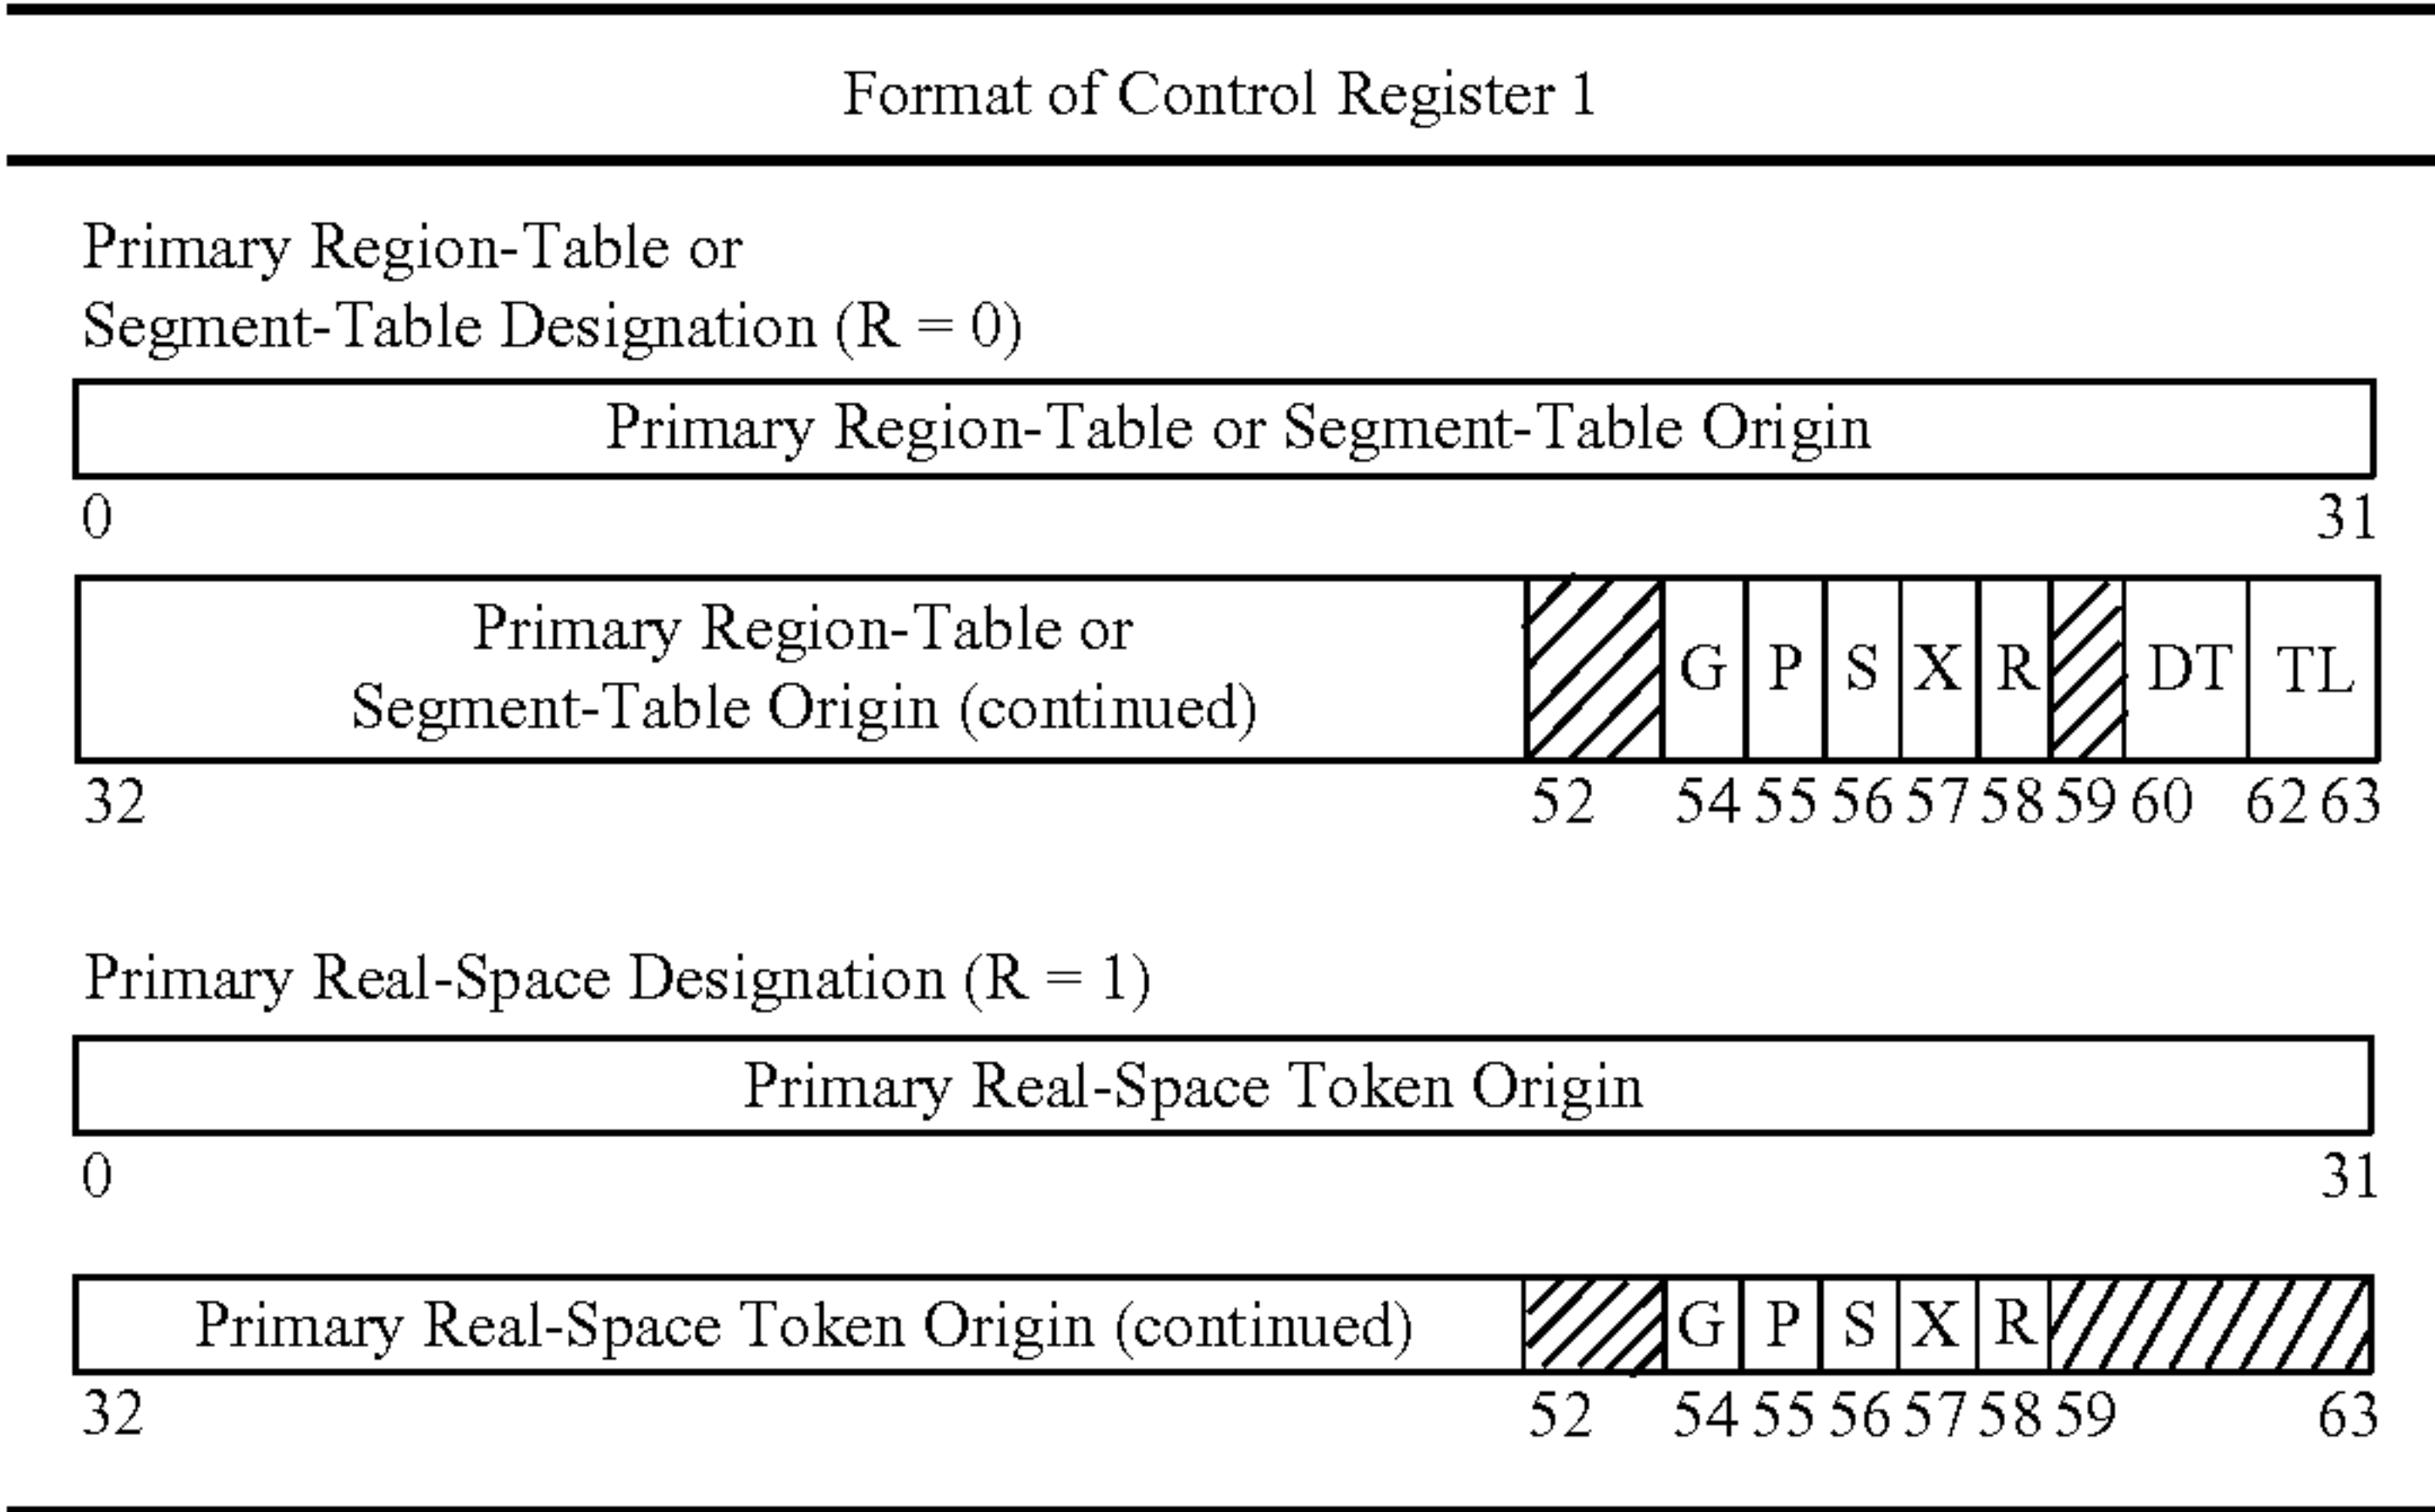 Format of Control Register 1
Primary Region-Table or
Segment-Table Designation (R = 0)
Primary Region-Table or Segment-Table Origin
0 31
Primary Region-Table or
Segment-Table Origin (continued)
G P S X R DT TL
32 52 54 55 56 57 58 59 60 62 63
Primary Real-Space Designation (R = 1)
Primary Real-Space Token Origin
0 31
Primary Real-Space Token Origin (continued) G P S X R
32 52 54 55 56 57 58 59 63